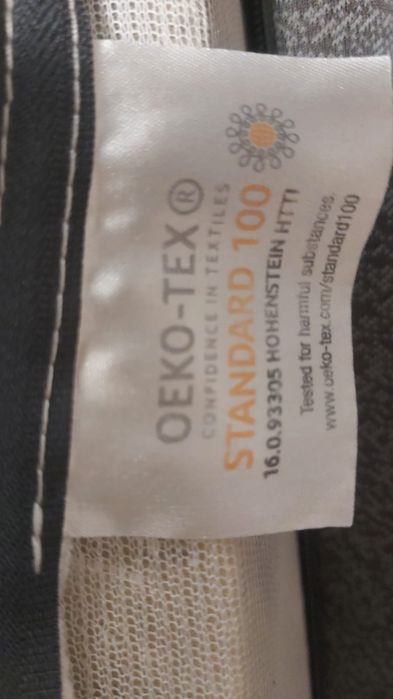 OEKO-TEX®
CONFIDENCE IN TEXTILES
STANDARD 100
16.0.93305 HOHENSTEIN HTTI
Tested for harmful substances.
www.oeko-tex.com/standard100